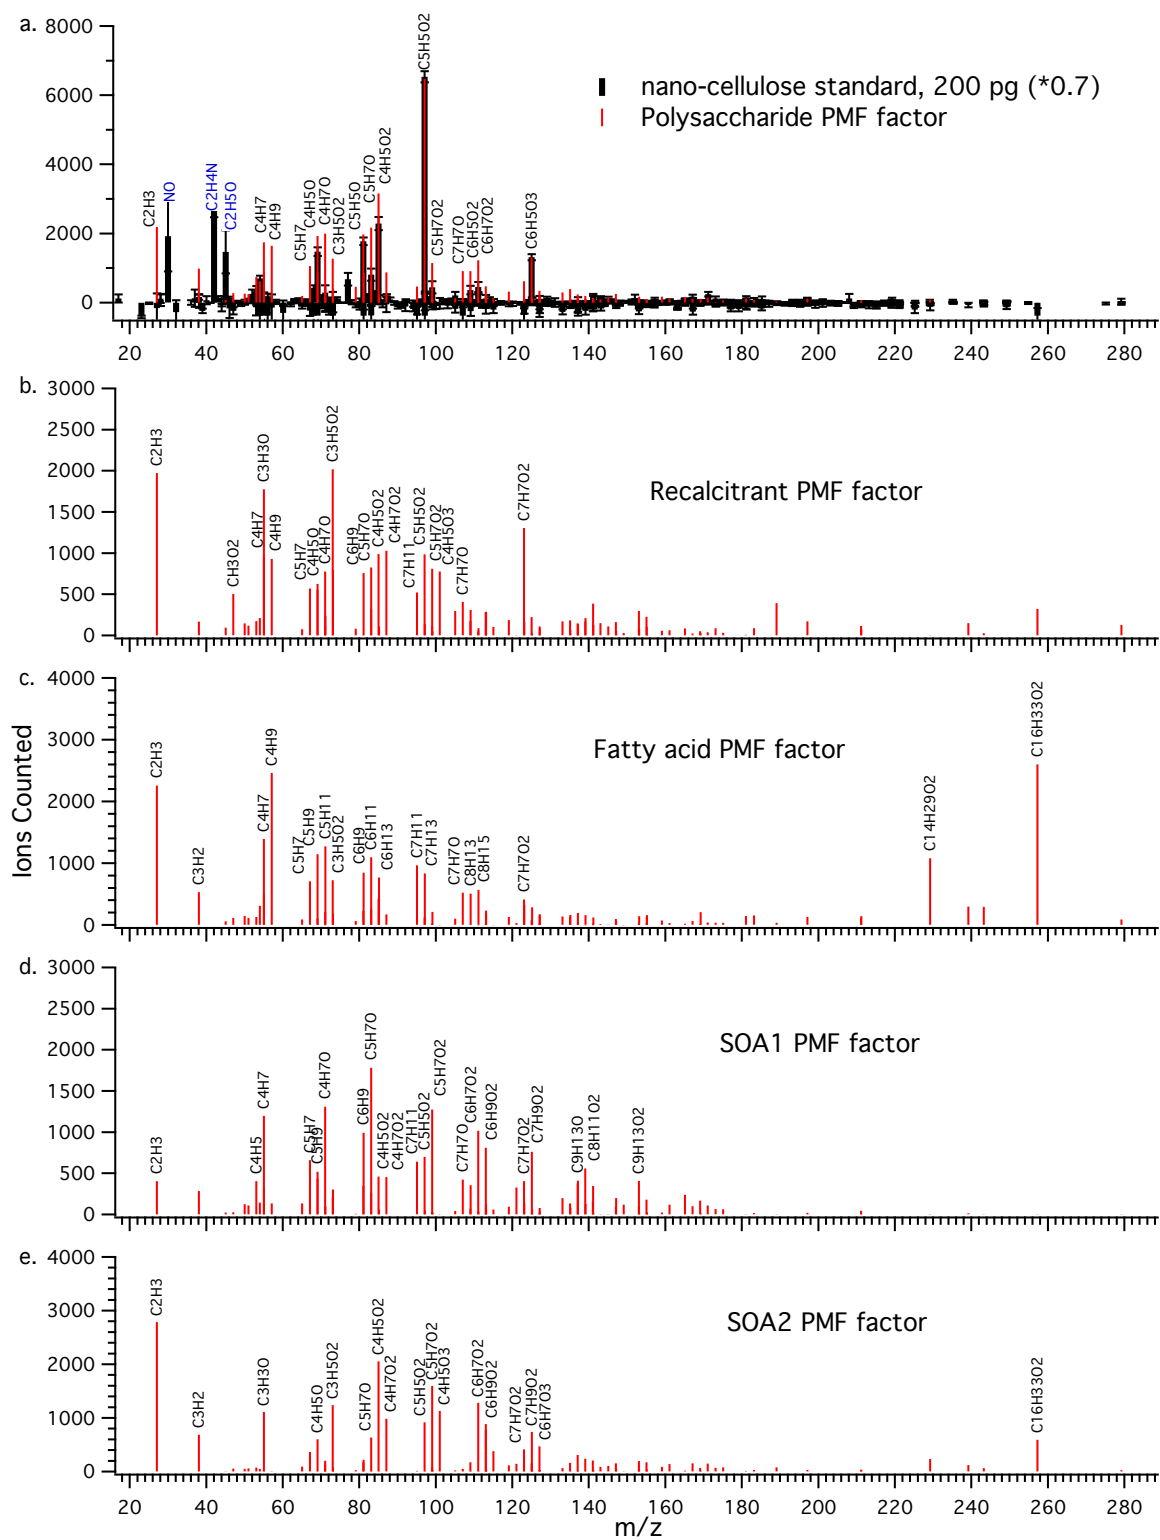 a.
8000
6000
4000
2000
0
nano-cellulose standard, 200 pg (*0.7)
Polysaccharide PMF factor
C2H3
NO
C2H4N
C2H5O
C4H7
C4H9
C5H7
C4H5O
C4H7O
C3H5O2
C5H5O
C5H7O
C4H5O2
C5H5O2
C5H7O2
C7H7O
C6H5O2
C6H7O2
C6H5O3
20 40 60 80 100 120 140 160 180 200 220 240 260 280
b.
3000
2500
2000
1500
1000
500
0
Recalcitrant PMF factor
C2H3
CH3O2
C4H7
C3H3O
C4H9
C5H7
C4H5O
C4H7O
C3H5O2
C6H9
C5H7O
C4H5O2
C4H7O2
C7H11
C5H5O2
C5H7O2
C4H5O3
C7H7O
C7H7O2
c.
4000
3000
2000
1000
0
Fatty acid PMF factor
C2H3
C3H2
C4H7
C4H9
C5H7
C5H9
C5H11
C3H5O2
C6H9
C6H11
C6H13
C7H11
C7H13
C7H7O
C8H13
C8H15
C7H7O2
C14H29O2
C16H33O2
Ions Counted
d.
3000
2500
2000
1500
1000
500
0
SOA1 PMF factor
C2H3
C4H5
C4H7
C5H7
C5H9
C4H7O
C6H9
C5H7O
C4H5O2
C4H7O2
C7H11
C5H5O2
C5H7O2
C7H7O
C6H7O2
C6H9O2
C7H7O2
C7H9O2
C9H13O
C8H11O2
C9H13O2
e.
4000
3000
2000
1000
0
SOA2 PMF factor
C2H3
C3H2
C3H3O
C4H5O
C3H5O2
C5H7O
C4H5O2
C4H7O2
C5H5O2
C5H7O2
C4H5O3
C6H7O2
C6H9O2
C7H7O2
C7H9O2
C6H7O3
C16H33O2
20 40 60 80 100 120 140 160 180 200 220 240 260 280
m/z